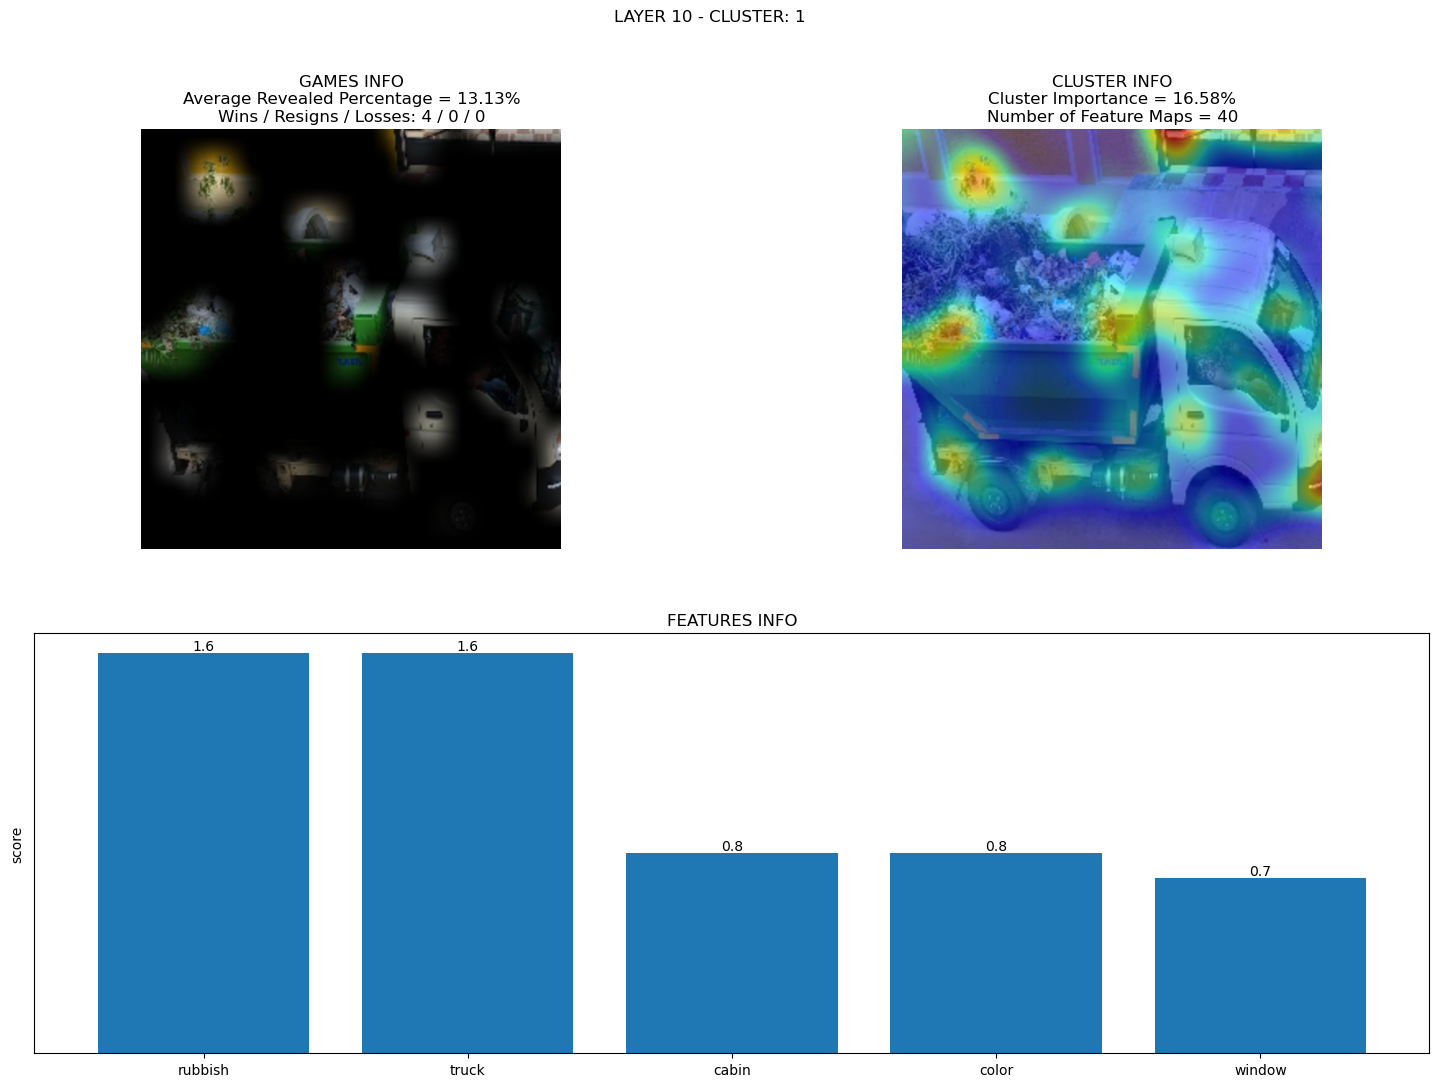 LAYER 10 - CLUSTER: 1
GAMES INFO
Average Revealed Percentage = 13.13%
Wins / Resigns / Losses: 4 / 0 / 0
CLUSTER INFO
Cluster Importance = 16.58%
Number of Feature Maps = 40
FEATURES INFO
score
1.6
1.6
0.8
0.8
0.7
rubbish
truck
cabin
color
window